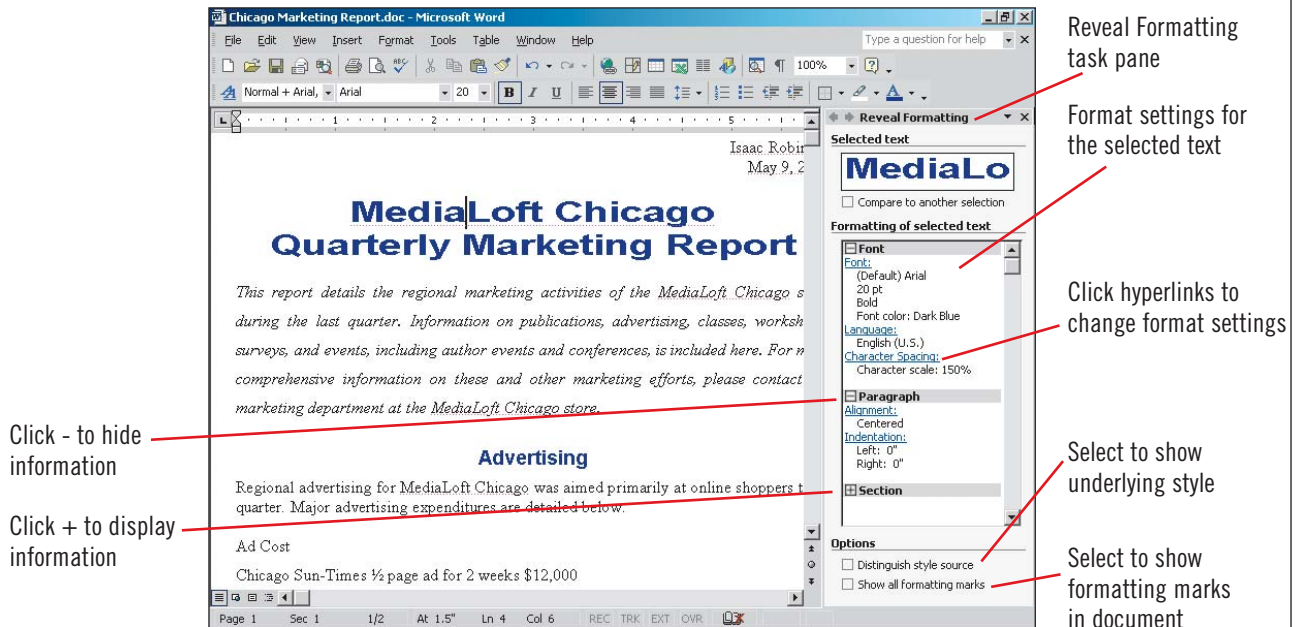 Chicago Marketing Report.doc - Microsoft Word
File Edit View Insert Format Tools Table Window Help
Type a question for help
ABC
100%
Normal + Arial, Arial 20 B I U A
L 1 2 3 4 5
Isaac Robin
May 9, 2
MediaLoft Chicago
Quarterly Marketing Report
This report details the regional marketing activities of the MediaLoft Chicago s
during the last quarter. Information on publications, advertising, classes, worksh
surveys, and events, including author events and conferences, is included here. For m
comprehensive information on these and other marketing efforts, please contact
marketing department at the MediaLoft Chicago store.
Advertising
Regional advertising for MediaLoft Chicago was aimed primarily at online shoppers t
quarter. Major advertising expenditures are detailed below.
Ad Cost
Chicago Sun-Times ½ page ad for 2 weeks $12,000
Page 1 Sec 1 1/2 At 1.5" Ln 4 Col 6 REC TRK EXT OVR
Reveal Formatting
Selected text
MediaLo
Compare to another selection
Formatting of selected text
Font
Font:
(Default) Arial
20 pt
Bold
Font color: Dark Blue
Language:
English (U.S.)
Character Spacing:
Character scale: 150%
Paragraph
Alignment:
Centered
Indentation:
Left: 0"
Right: 0"
Section
Options
Distinguish style source
Show all formatting marks
Click - to hide
information
Click + to display
information
Reveal Formatting
task pane
Format settings for
the selected text
Click hyperlinks to
change format settings
Select to show
underlying style
Select to show
formatting marks
in document